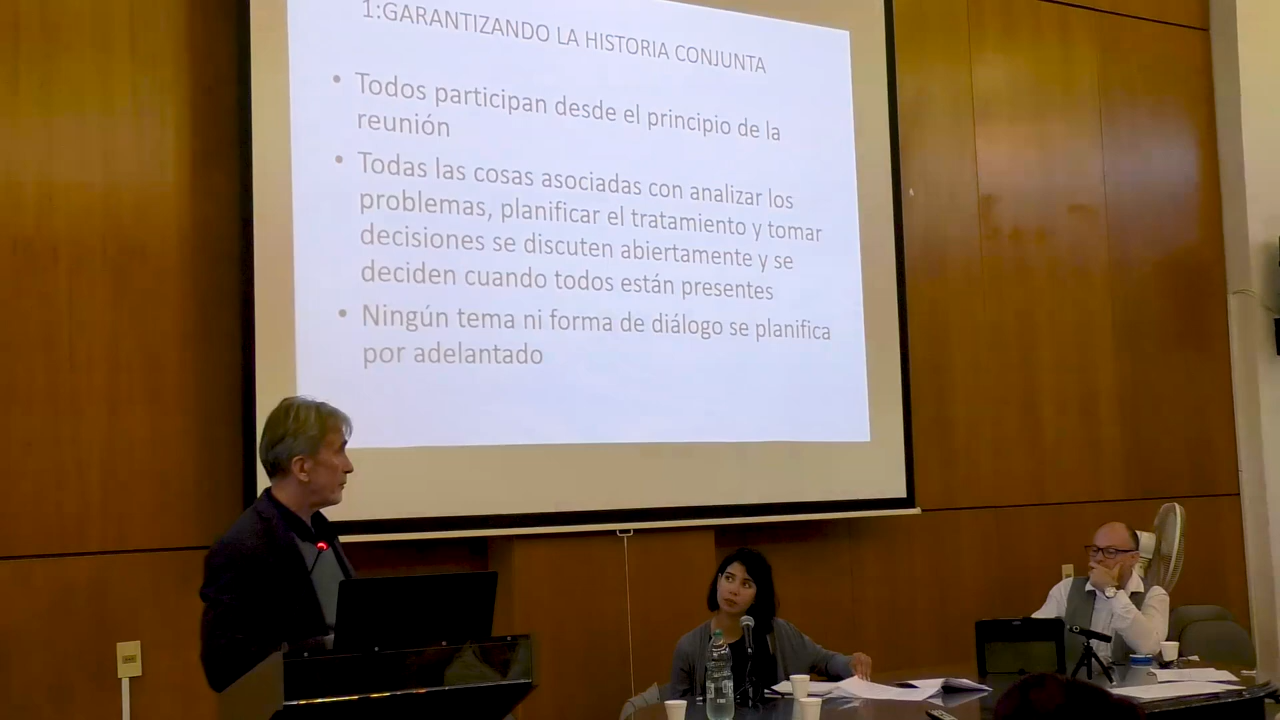 1:GARANTIZANDO LA HISTORIA CONJUNTA
• Todos participan desde el principio de la
reunión
• Todas las cosas asociadas con analizar los
problemas, planificar el tratamiento y tomar
decisiones se discuten abiertamente y se
deciden cuando todos están presentes
• Ningún tema ni forma de diálogo se planifica
por adelantado